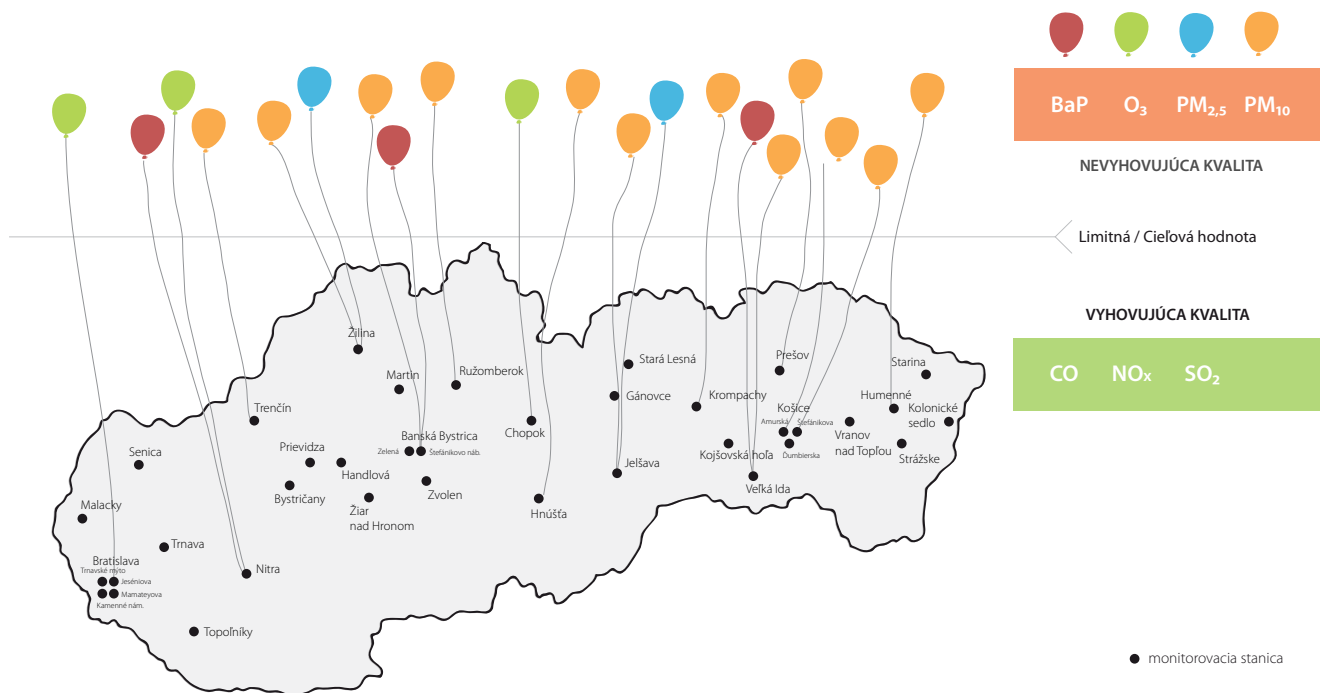 BaP O₃ PM₂,₅ PM₁₀
NEVYHOVUJÚCA KVALITA
Limitná / Cieľová hodnota
VYHOVUJÚCA KVALITA
CO NOx SO₂
Žilina
Martin
Ružomberok
Stará Lesná
Prešov
Starina
Trenčín
Gánovce
Krompachy
Humenné
Košice
Kolonické
sedlo
Amurská
Štefánikova
Ďumbierska
Chopok
Banská Bystrica
Zelená
Štefánikovo náb.
Prievidza
Senica
Handlová
Kojšovská hoľa
Vranov
nad Topľou
Strážske
Jelšava
Bystričany
Žiar
nad Hronom
Zvolen
Veľká Ida
Malacky
Hnúšťa
Trnava
Bratislava
Trnavské mýto
Jeséniova
Mamateyova
Kamenné nám.
Nitra
Topoľníky
monitorovacia stanica